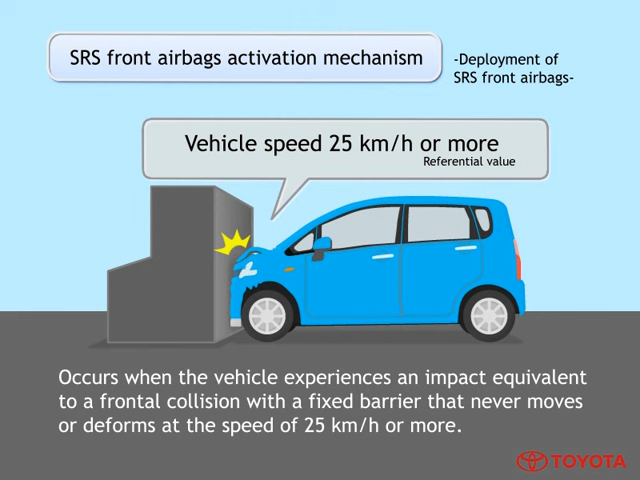 SRS front airbags activation mechanism
-Deployment of
SRS front airbags-
Vehicle speed 25 km/h or more
Referential value
Occurs when the vehicle experiences an impact equivalent
to a frontal collision with a fixed barrier that never moves
or deforms at the speed of 25 km/h or more.
TOYOTA